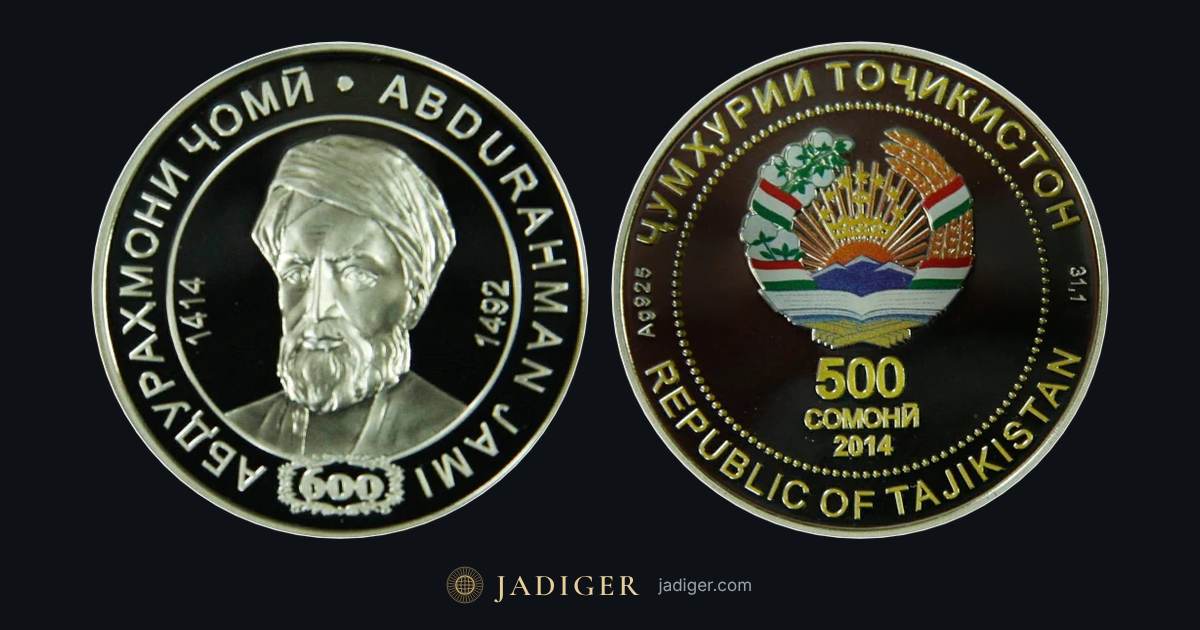 АБДУРАҲМОНИ ҶОМӢ • ABDURAHMAN JAMI
1414
1492
600
ҶУМҲУРИИ ТОҶИКИСТОН
Ag925
31,1
500
СОМОНӢ
2014
REPUBLIC OF TAJIKISTAN
JADIGER jadiger.com